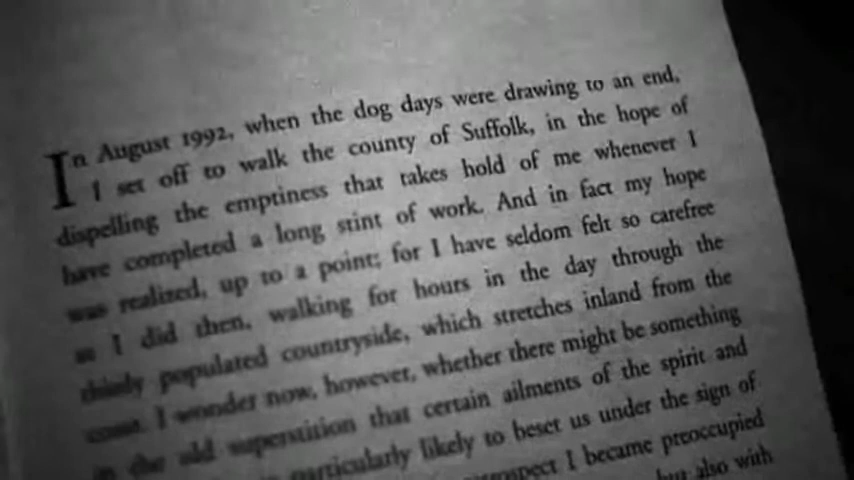 In August 1992, when the dog days were drawing to an end,
I set off to walk the county of Suffolk, in the hope of
dispelling the emptiness that takes hold of me whenever I
have completed a long stint of work. And in fact my hope
was realized, up to a point; for I have seldom felt so carefree
as I did then, walking for hours in the day through the
thinly populated countryside, which stretches inland from the
coast. I wonder now, however, whether there might be something
in the old superstition that certain ailments of the spirit and
particularly likely to beset us under the sign of
I became preoccupied
but also with